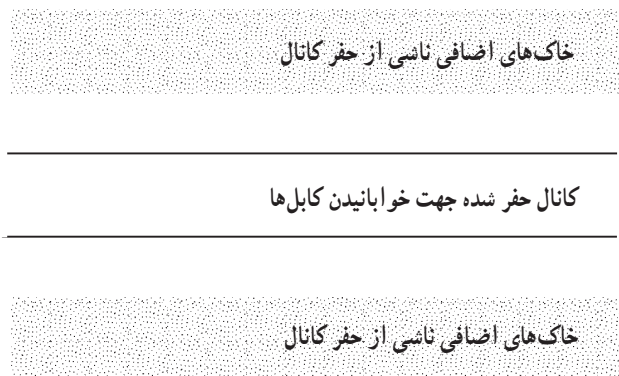 خاک‌های اضافی ناشی از حفر کانال
کانال حفر شده جهت خوابانیدن کابل‌ها
خاک‌های اضافی ناشی از حفر کانال